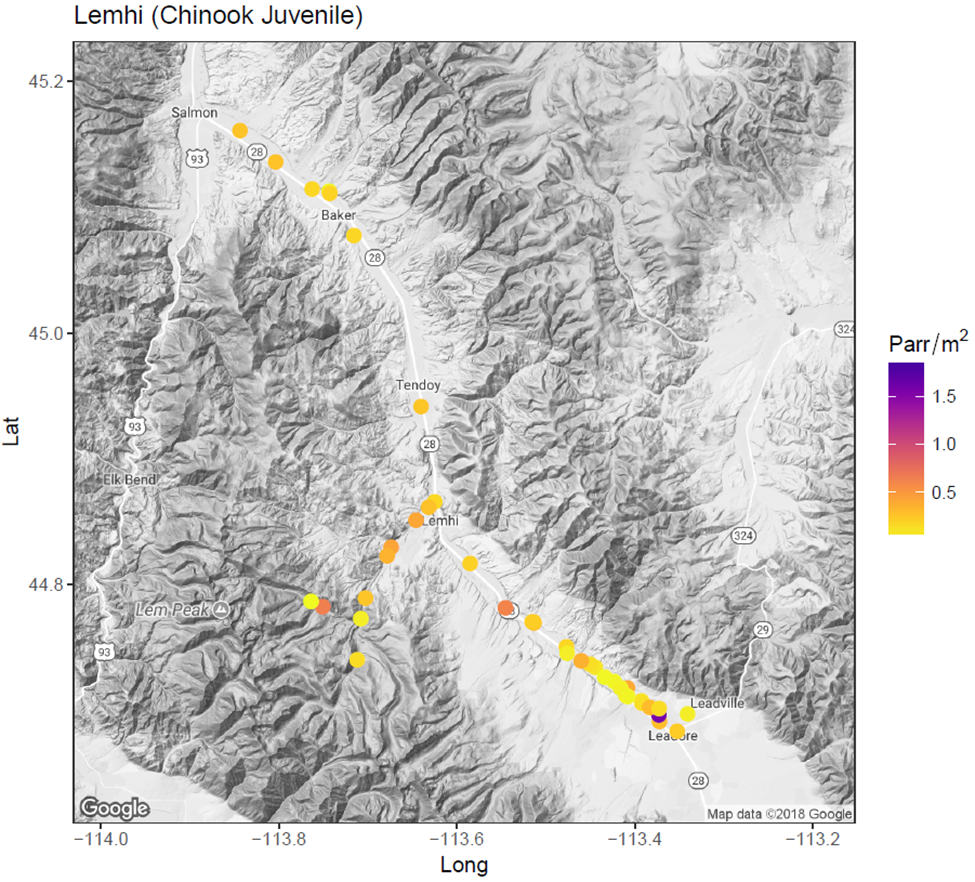 Lemhi (Chinook Juvenile)
45.2
Salmon
93
28
Baker
28
45.0
324
Parr/m²
Tendoy
1.5
Lat
93
28
1.0
Elk Bend
0.5
Lemhi
324
44.8
Lem Peak
29
93
Leadville
Leadore
28
Google
Map data ©2018 Google
−114.0
−113.8
−113.6
−113.4
−113.2
Long